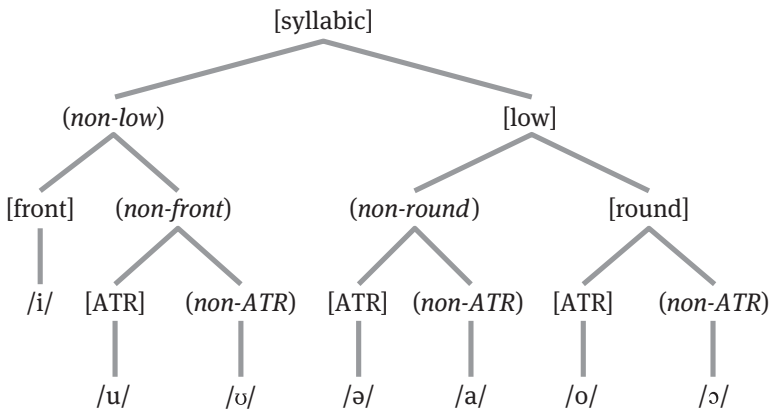 [syllabic]
(non-low) [low]
[front] (non-front) (non-round) [round]
/i/ [ATR] (non-ATR) [ATR] (non-ATR) [ATR] (non-ATR)
/u/ /ʊ/ /ə/ /a/ /o/ /ɔ/